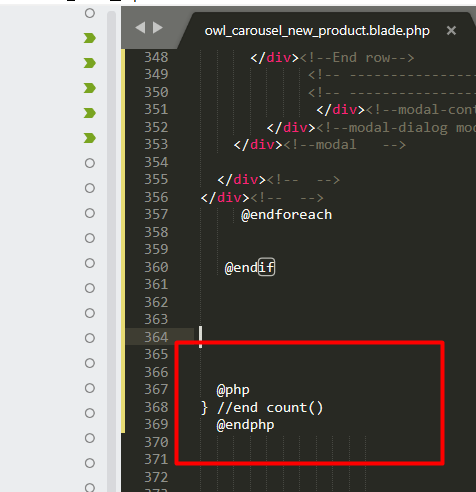 owl_carousel_new_product.blade.php ×
348 </div><!--End row-->
349 <!-- -----------------
350 <!-- -----------------
351 </div><!--modal-cont
352 </div><!--modal-dialog mod
353 </div><!--modal   -->
354
355 </div><!--  -->
356 </div><!--  -->
357 @endforeach
358
359
360 @endif
361
362
363
364
365
366
367 @php
368 } //end count()
369 @endphp
370
371
372